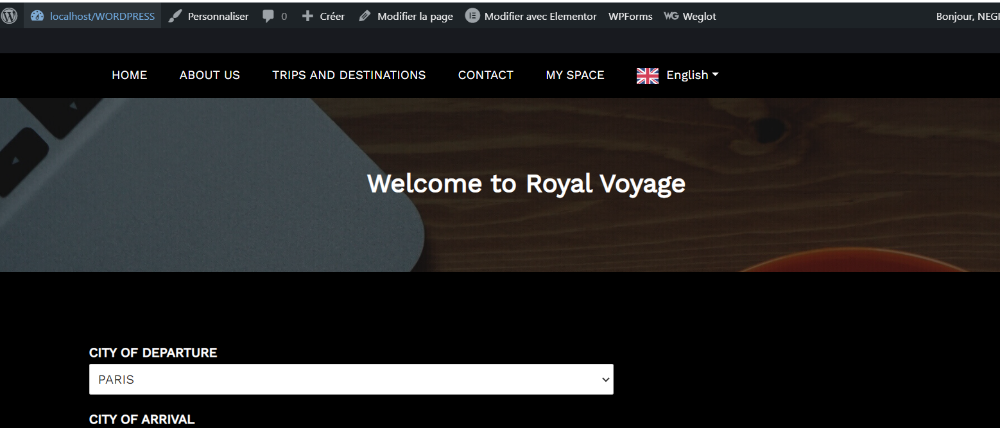 localhost/WORDPRESS Personnaliser 0 Créer Modifier la page Modifier avec Elementor WPForms WG Weglot Bonjour, NEG
HOME ABOUT US TRIPS AND DESTINATIONS CONTACT MY SPACE English
Welcome to Royal Voyage
CITY OF DEPARTURE
PARIS
CITY OF ARRIVAL